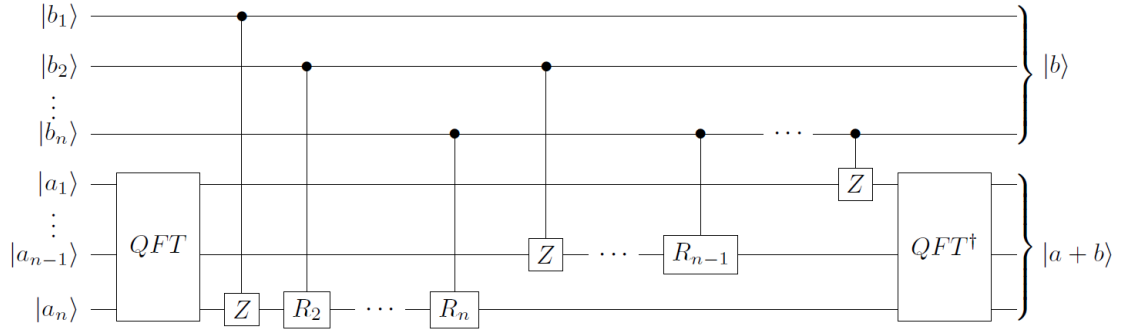 |b₁⟩
|b₂⟩ |b⟩
⋮
|bₙ⟩ ⋯
|a₁⟩ Z
⋮
|aₙ₋₁⟩ QFT Z ⋯ Rₙ₋₁ QFT† |a + b⟩
|aₙ⟩ Z R₂ ⋯ Rₙ